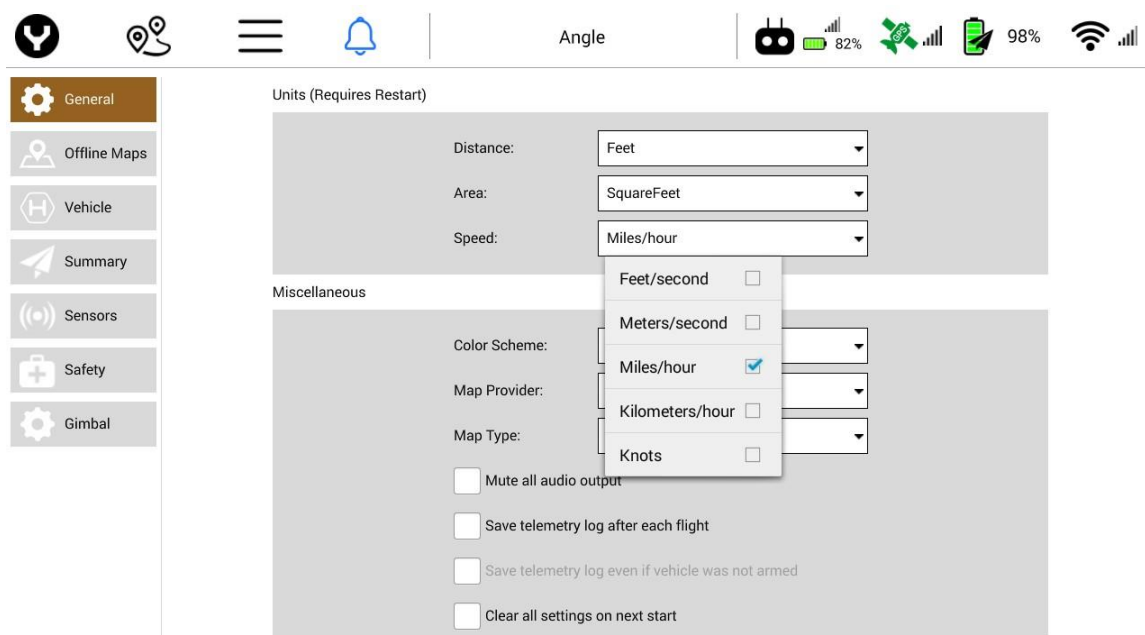 Angle
82%
GPS
98%
General
Offline Maps
Vehicle
Summary
Sensors
Safety
Gimbal
Units (Requires Restart)
Distance: Feet
Area: SquareFeet
Speed: Miles/hour
Feet/second
Meters/second
Miles/hour
Kilometers/hour
Knots
Miscellaneous
Color Scheme:
Map Provider:
Map Type:
Mute all audio output
Save telemetry log after each flight
Save telemetry log even if vehicle was not armed
Clear all settings on next start